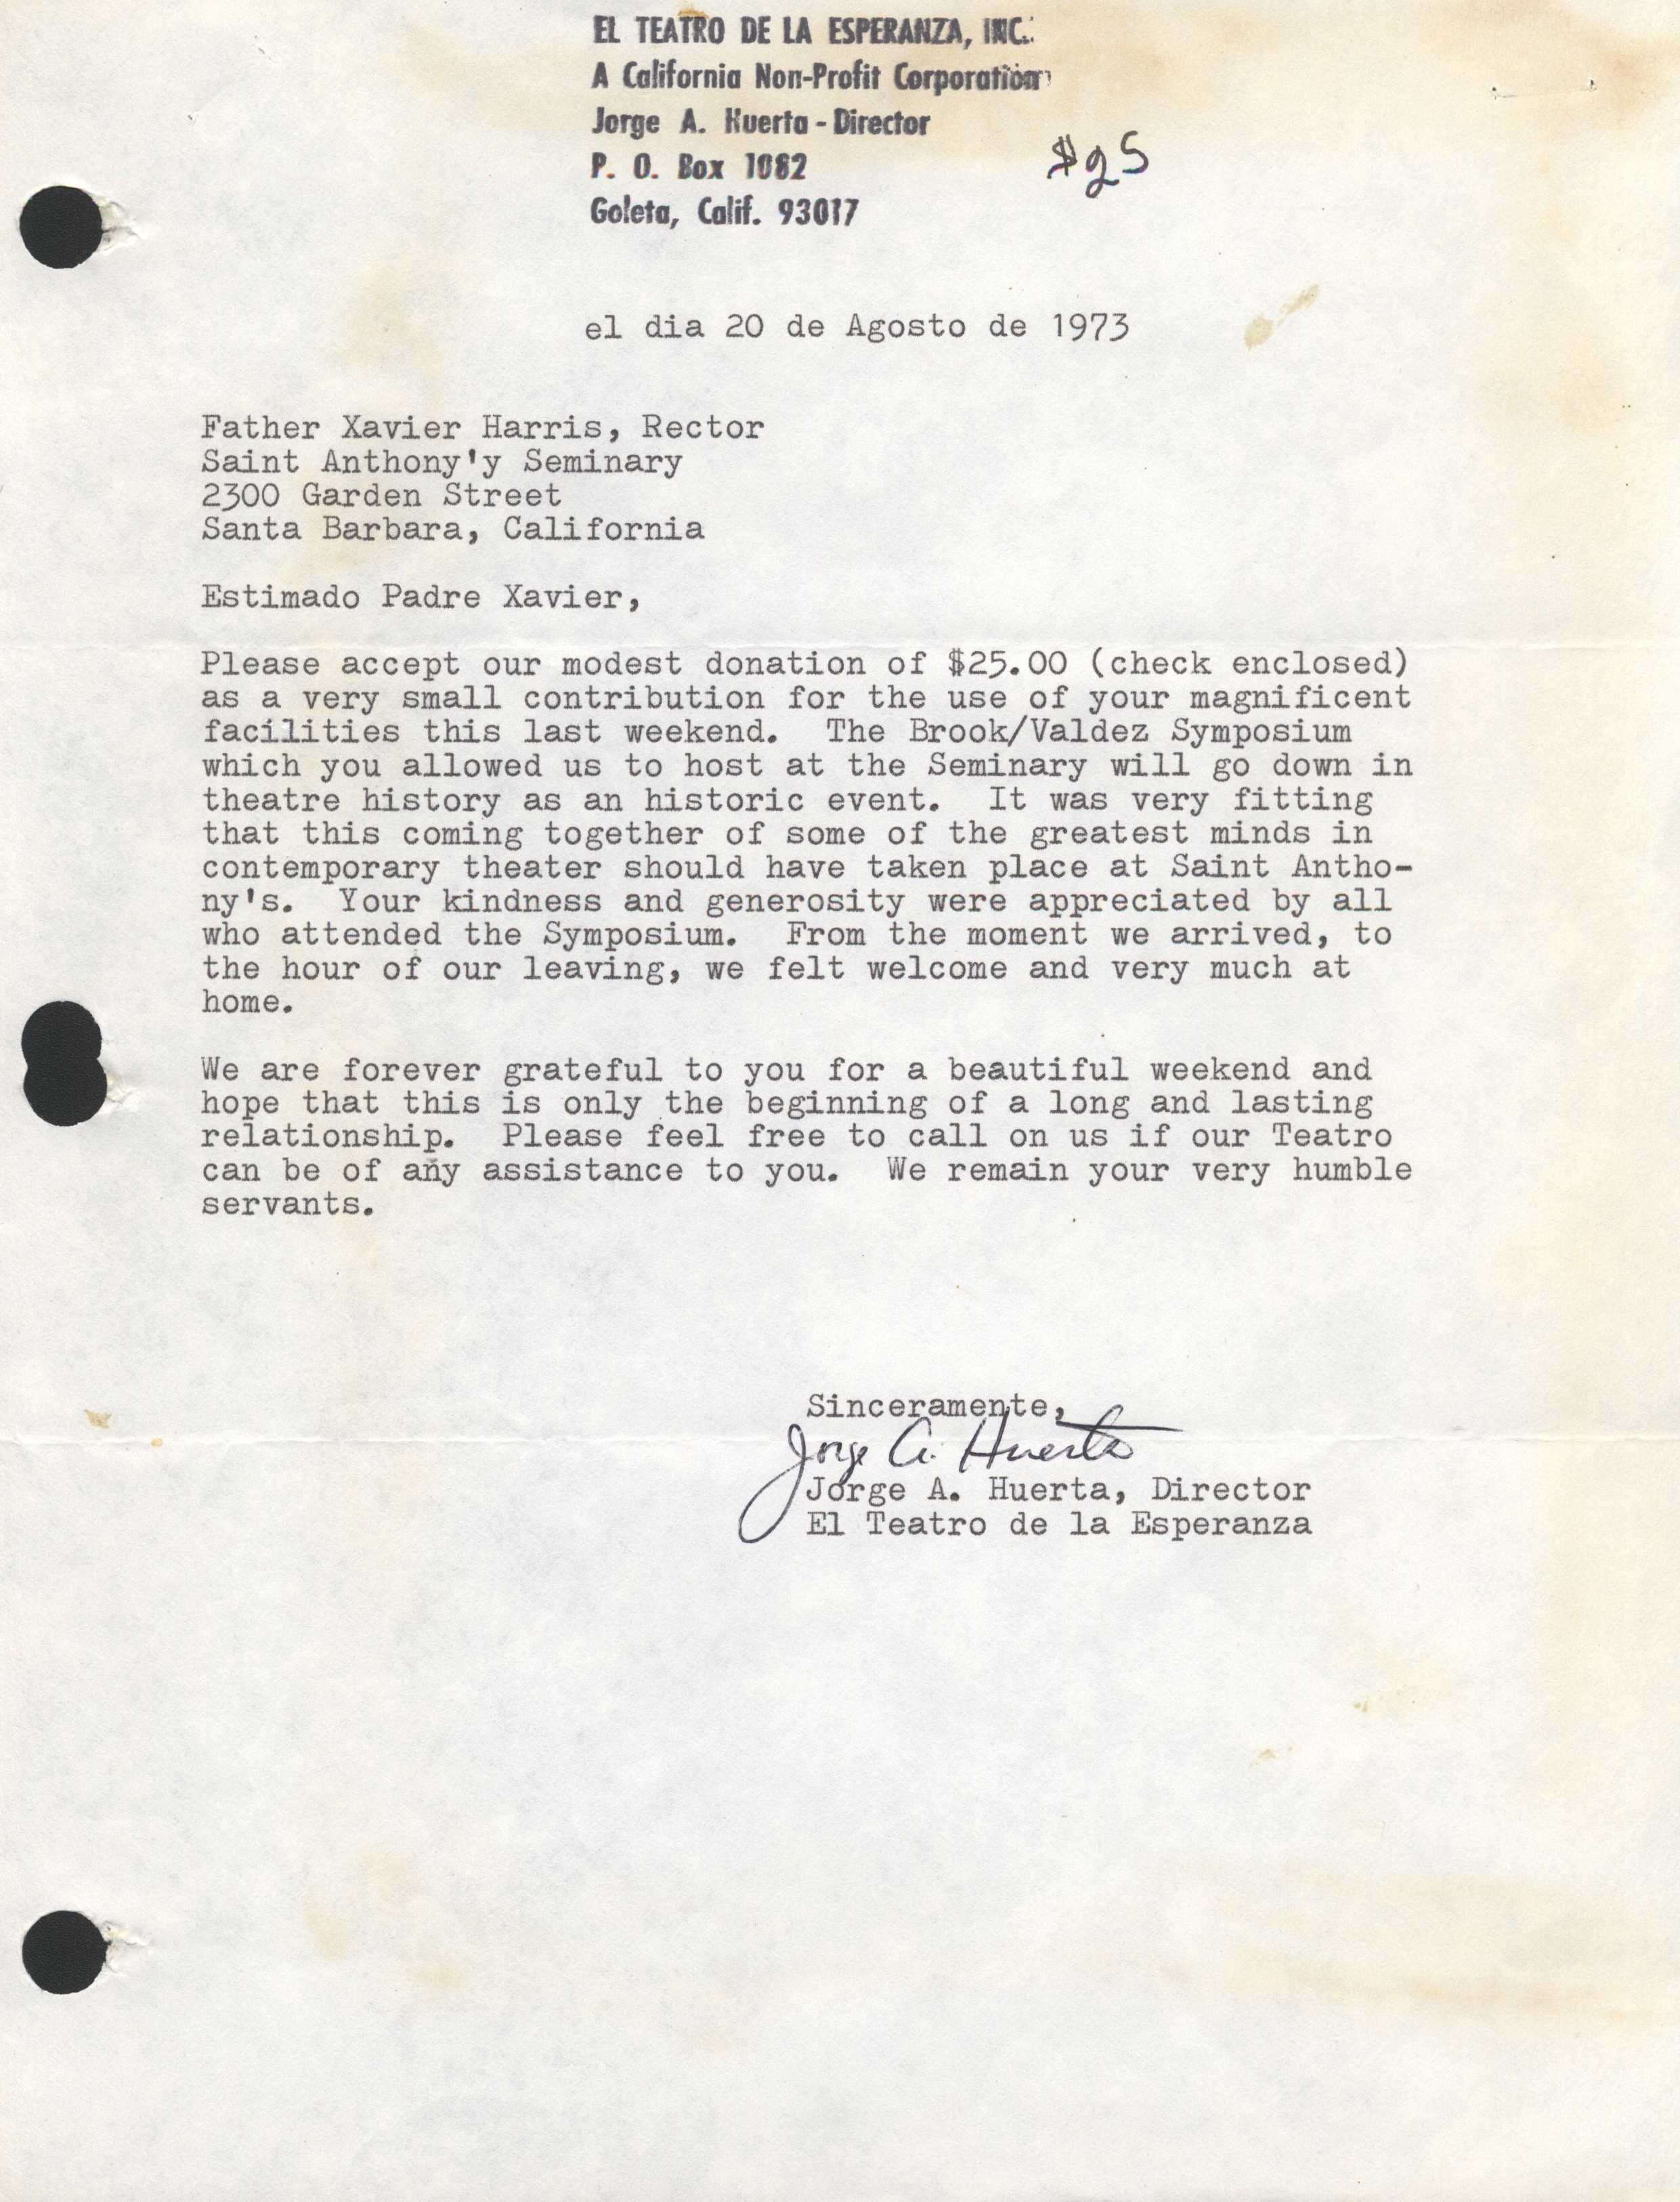 EL TEATRO DE LA ESPERANZA, INC.
A California Non-Profit Corporation
Jorge A. Huerta - Director
P. O. Box 1082
$25
Goleta, Calif. 93017
el dia 20 de Agosto de 1973
Father Xavier Harris, Rector
Saint Anthony'y Seminary
2300 Garden Street
Santa Barbara, California
Estimado Padre Xavier,
Please accept our modest donation of $25.00 (check enclosed)
as a very small contribution for the use of your magnificent
facilities this last weekend.  The Brook/Valdez Symposium
which you allowed us to host at the Seminary will go down in
theatre history as an historic event.  It was very fitting
that this coming together of some of the greatest minds in
contemporary theater should have taken place at Saint Antho-
ny's.  Your kindness and generosity were appreciated by all
who attended the Symposium.  From the moment we arrived, to
the hour of our leaving, we felt welcome and very much at
home.
We are forever grateful to you for a beautiful weekend and
hope that this is only the beginning of a long and lasting
relationship.  Please feel free to call on us if our Teatro
can be of any assistance to you.  We remain your very humble
servants.
Sinceramente,
Jorge A. Huerta
Jorge A. Huerta, Director
El Teatro de la Esperanza